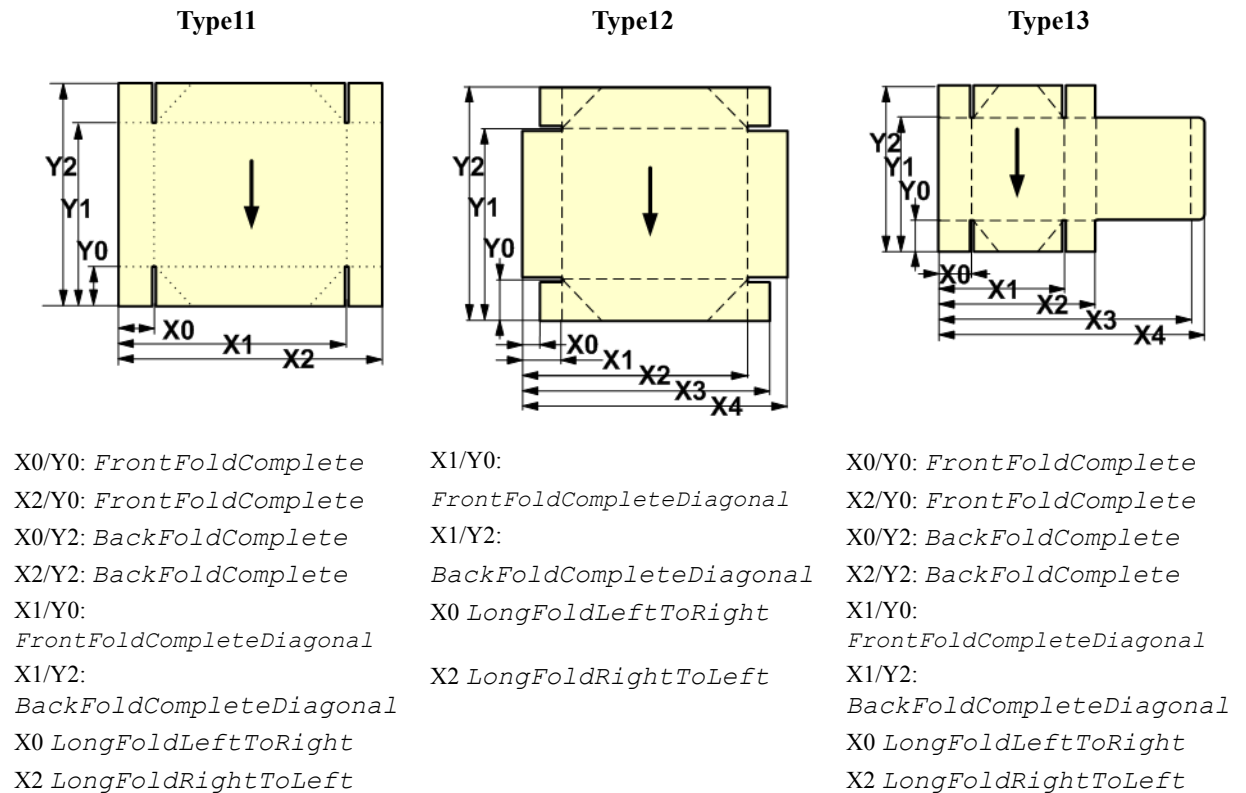 Type11
Y2
Y1
Y0
X0
X1
X2
X0/Y0: FrontFoldComplete
X2/Y0: FrontFoldComplete
X0/Y2: BackFoldComplete
X2/Y2: BackFoldComplete
X1/Y0:
FrontFoldCompleteDiagonal
X1/Y2:
BackFoldCompleteDiagonal
X0 LongFoldLeftToRight
X2 LongFoldRightToLeft
Type12
Y2
Y1
Y0
X0
X1
X2
X3
X4
X1/Y0:
FrontFoldCompleteDiagonal
X1/Y2:
BackFoldCompleteDiagonal
X0 LongFoldLeftToRight
X2 LongFoldRightToLeft
Type13
Y2
Y1
Y0
X0
X1
X2
X3
X4
X0/Y0: FrontFoldComplete
X2/Y0: FrontFoldComplete
X0/Y2: BackFoldComplete
X2/Y2: BackFoldComplete
X1/Y0:
FrontFoldCompleteDiagonal
X1/Y2:
BackFoldCompleteDiagonal
X0 LongFoldLeftToRight
X2 LongFoldRightToLeft